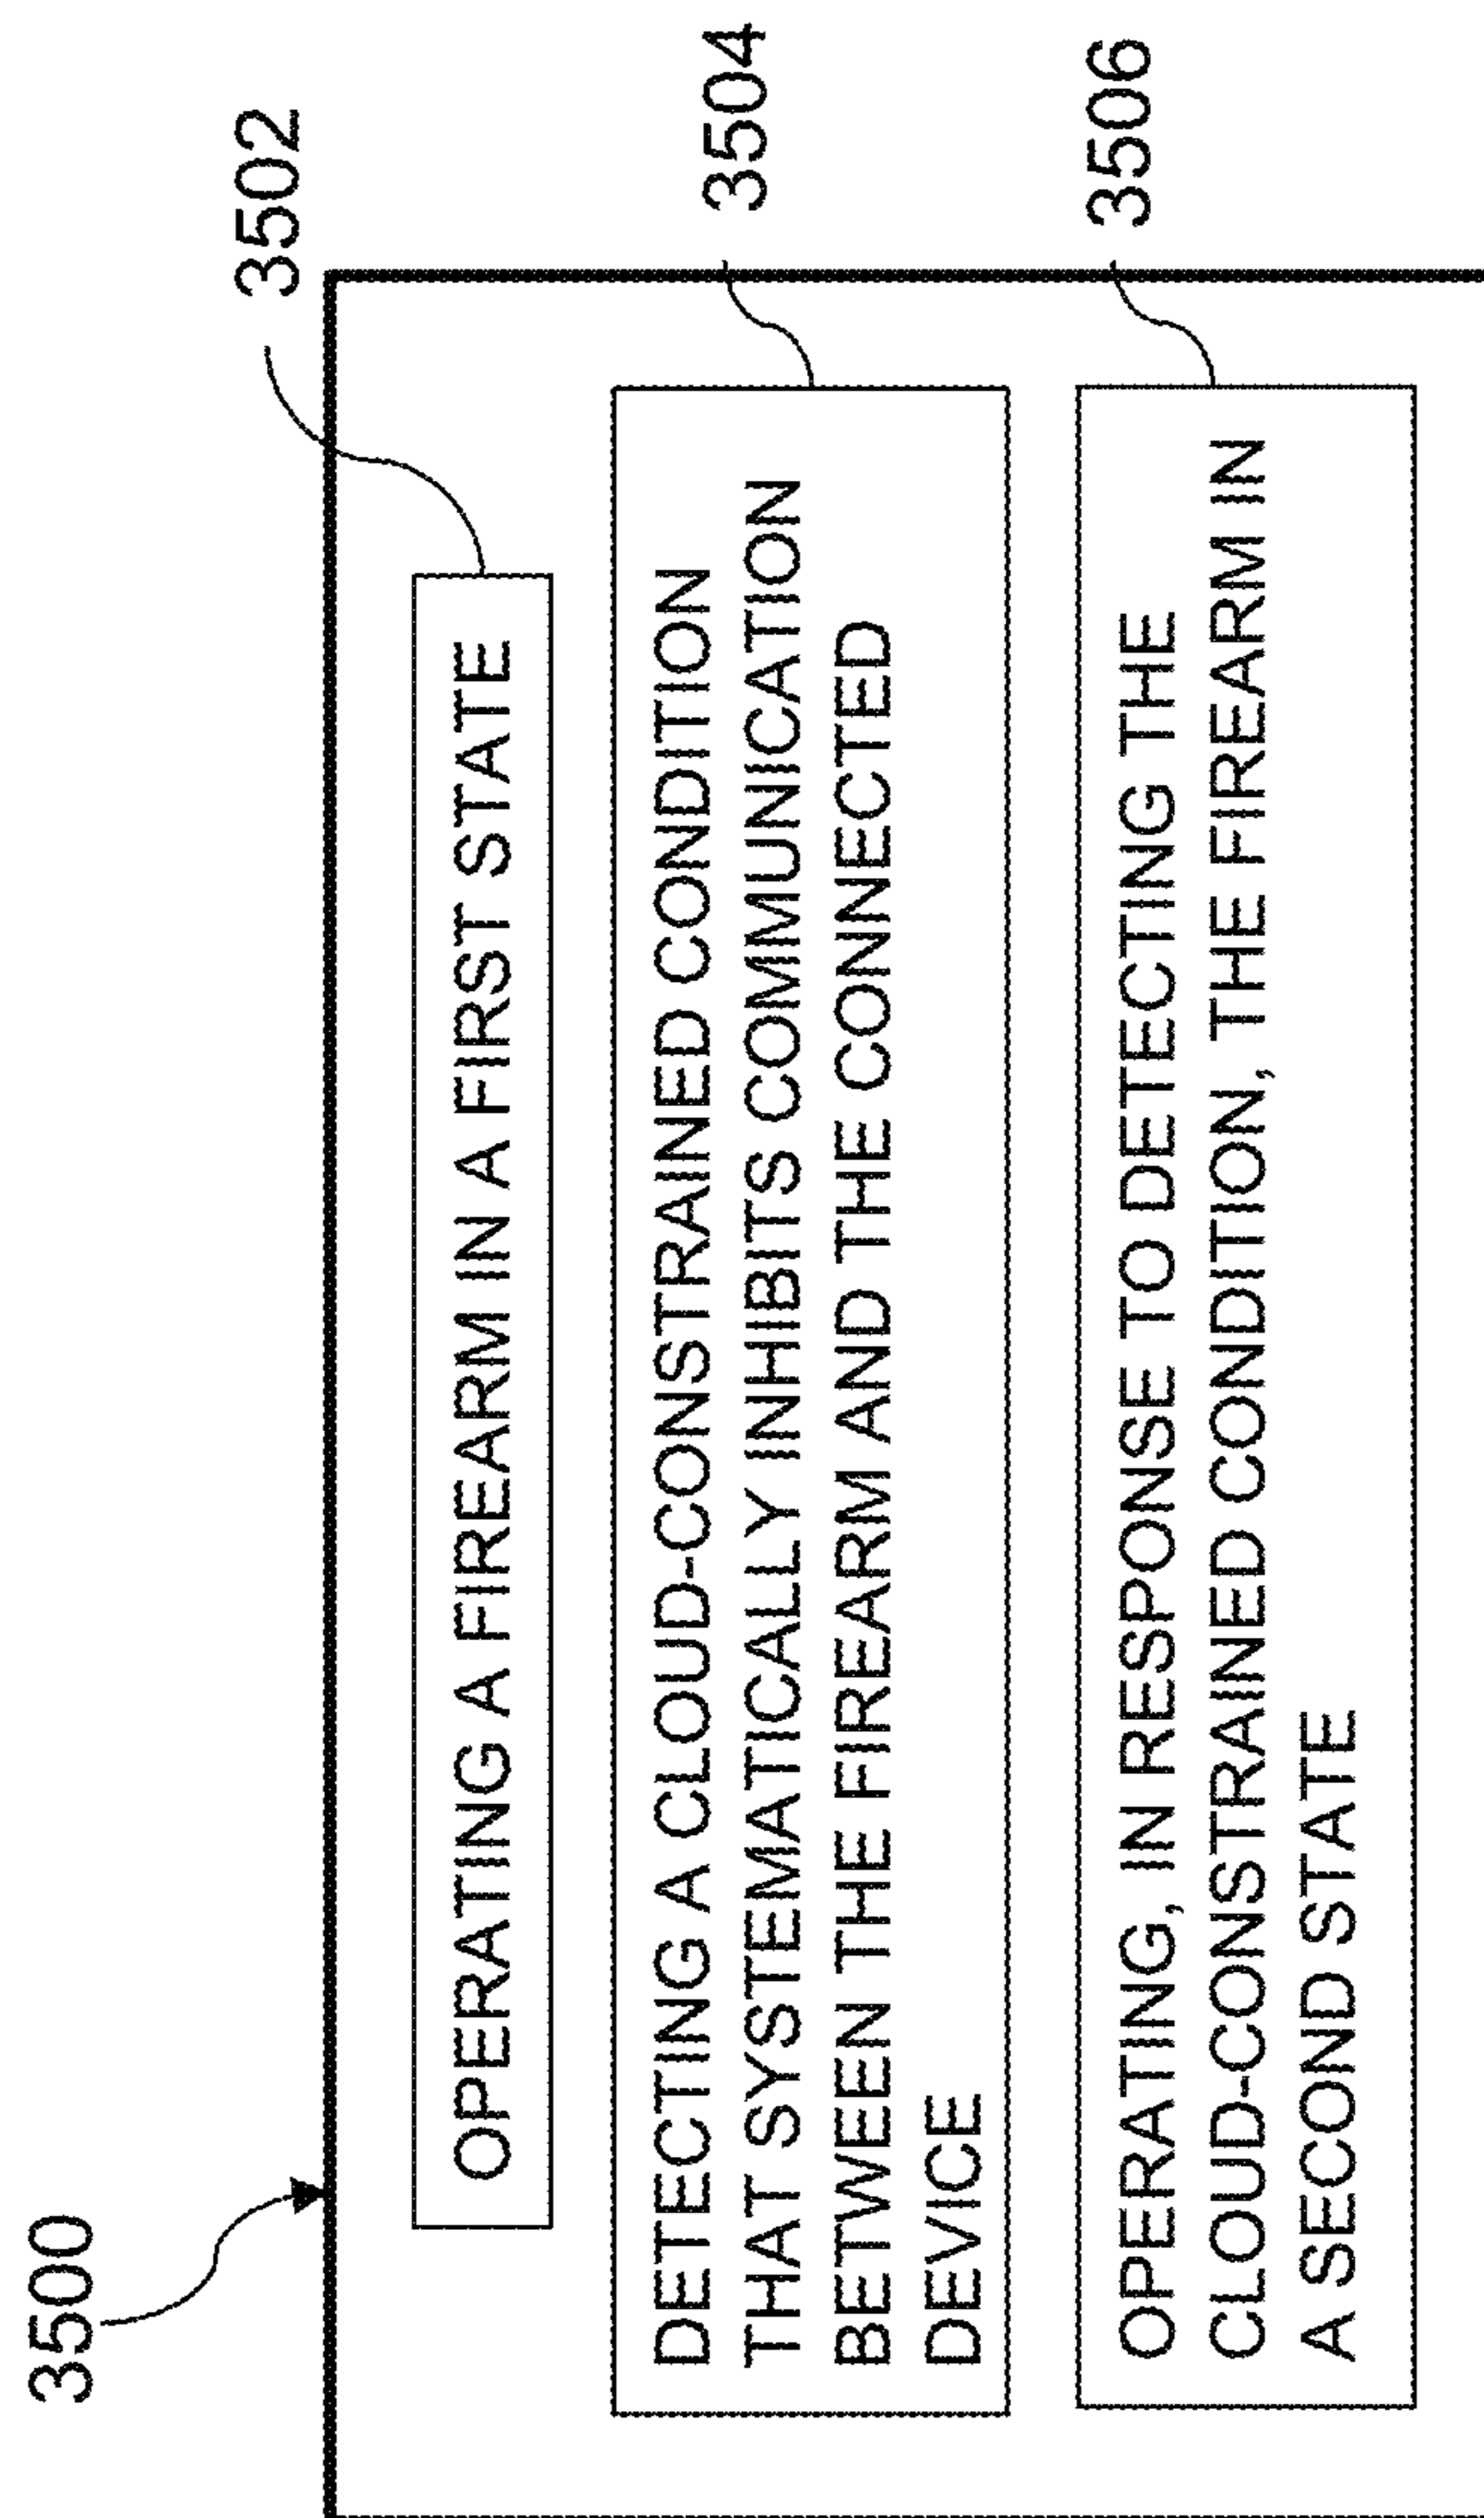 3500
3502
OPERATING A FIREARM IN A FIRST STATE
3504
DETECTING A CLOUD-CONSTRAINED CONDITION
THAT SYSTEMATICALLY INHIBITS COMMUNICATION
BETWEEN THE FIREARM AND THE CONNECTED
DEVICE
3506
OPERATING, IN RESPONSE TO DETECTING THE
CLOUD-CONSTRAINED CONDITION, THE FIREARM IN
A SECOND STATE